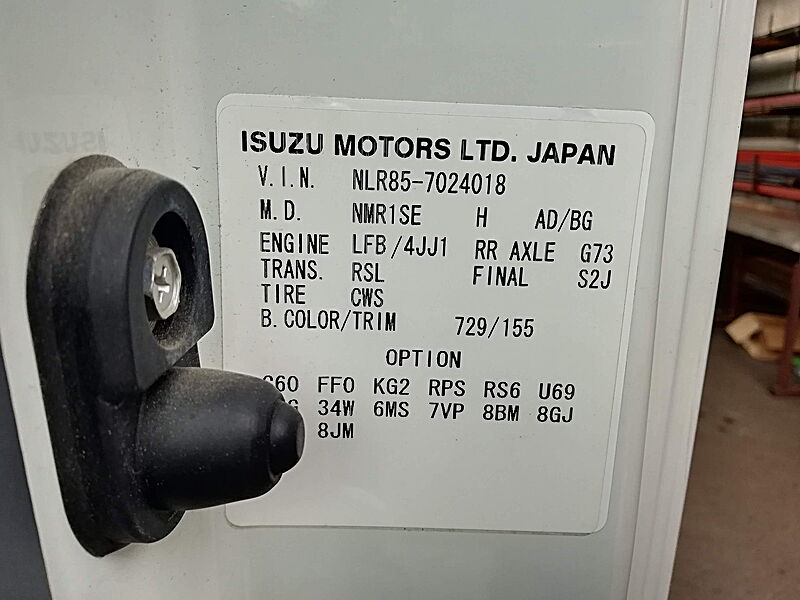 ISUZU MOTORS LTD. JAPAN
V.I.N. NLR85-7024018
M.D. NMR1SE H AD/BG
ENGINE LFB/4JJ1 RR AXLE G73
TRANS. RSL FINAL S2J
TIRE CWS
B.COLOR/TRIM 729/155
OPTION
FF0 KG2 RPS RS6 U69
34W 6MS 7VP 8BM 8GJ
8JM